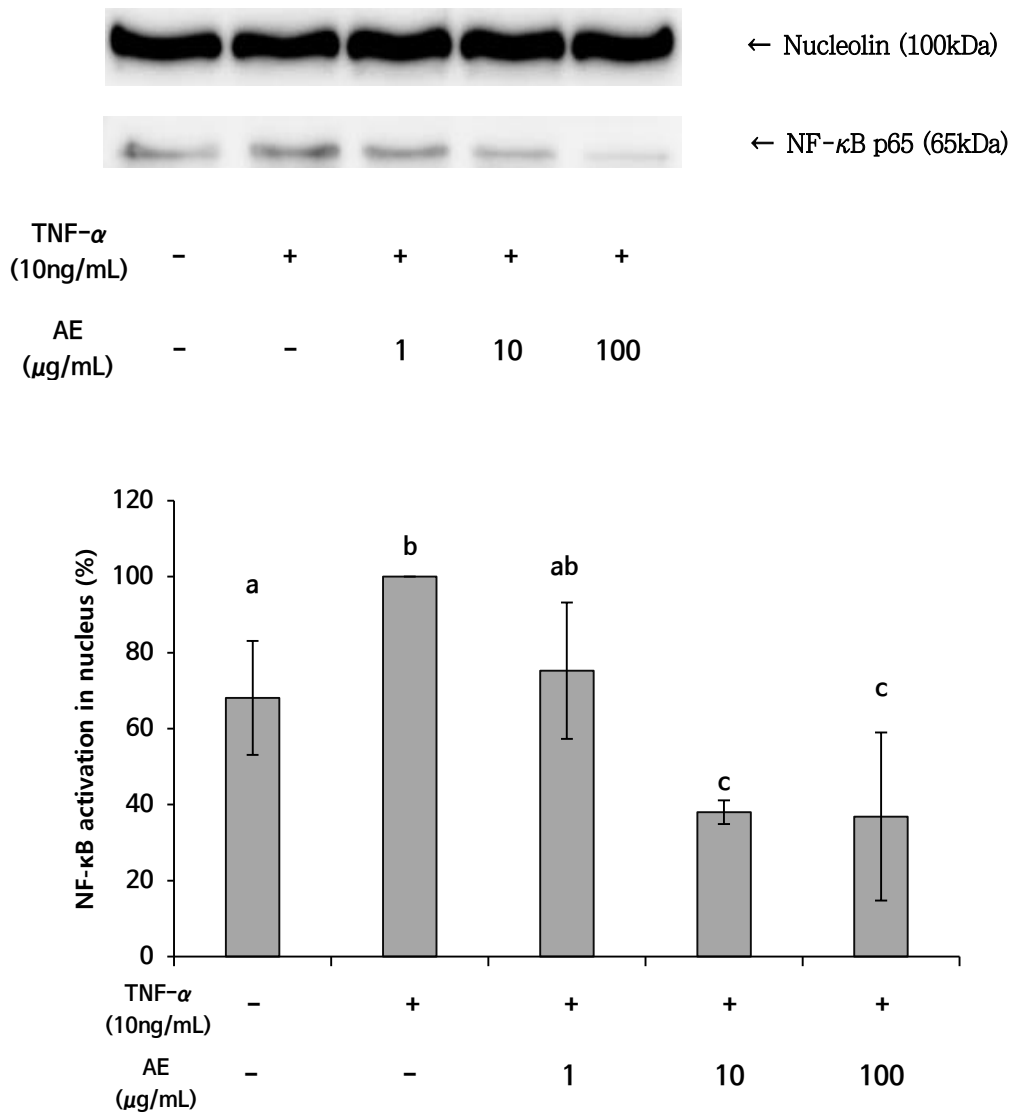 ← Nucleolin (100kDa)
← NF-κB p65 (65kDa)
TNF-α
(10ng/mL) - + + + +
AE
(μg/mL) - - 1 10 100
120
100
80
60
40
20
0
NF-κB activation in nucleus (%)
a b ab c c
TNF-α
(10ng/mL) - + + + +
AE
(μg/mL) - - 1 10 100